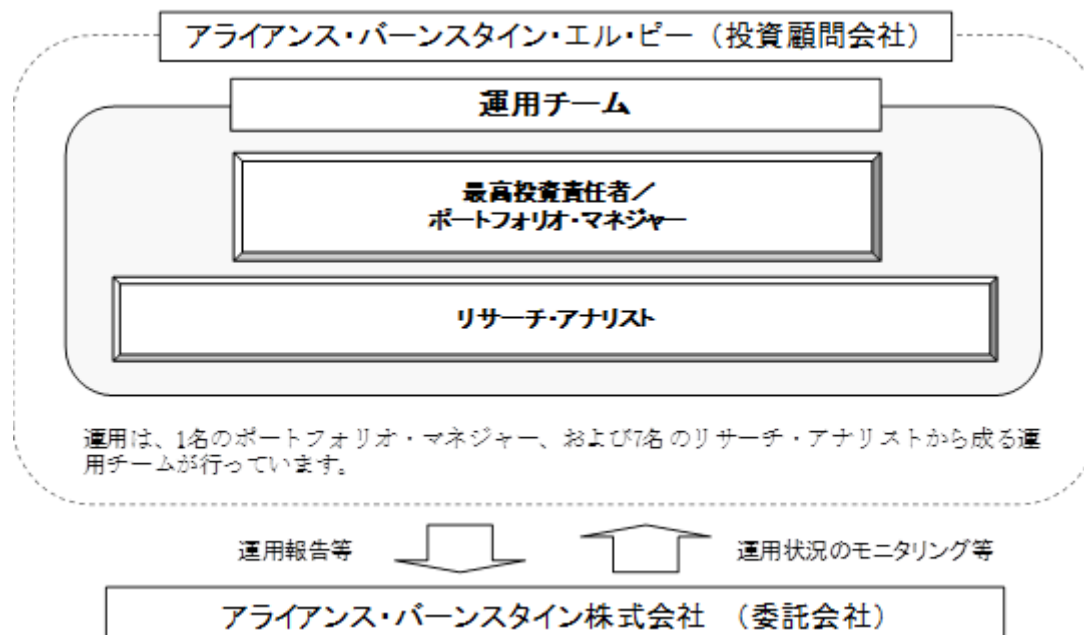 アライアンス・バーンスタイン・エル・ピー（投資顧問会社）
運用チーム
最高投資責任者／
ポートフォリオ・マネジャー
リサーチ・アナリスト
運用は、1名のポートフォリオ・マネジャー、および7名のリサーチ・アナリストから成る運
用チームが行っています。
運用報告等
運用状況のモニタリング等
アライアンス・バーンスタイン株式会社　（委託会社）